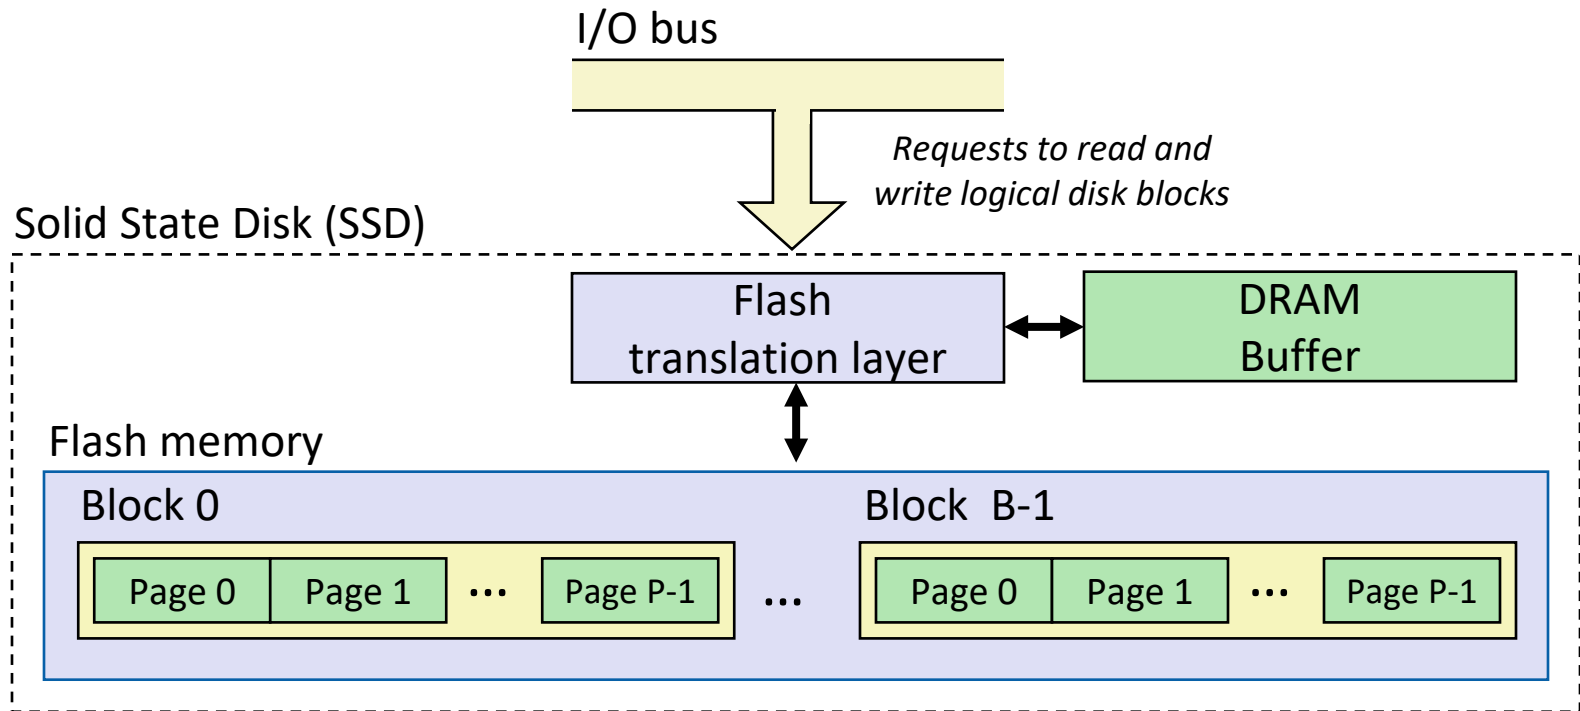 I/O bus
Requests to read and
write logical disk blocks
Solid State Disk (SSD)
Flash
translation layer
DRAM
Buffer
Flash memory
Block 0
Block B-1
Page 0 Page 1 ... Page P-1 ... Page 0 Page 1 ... Page P-1